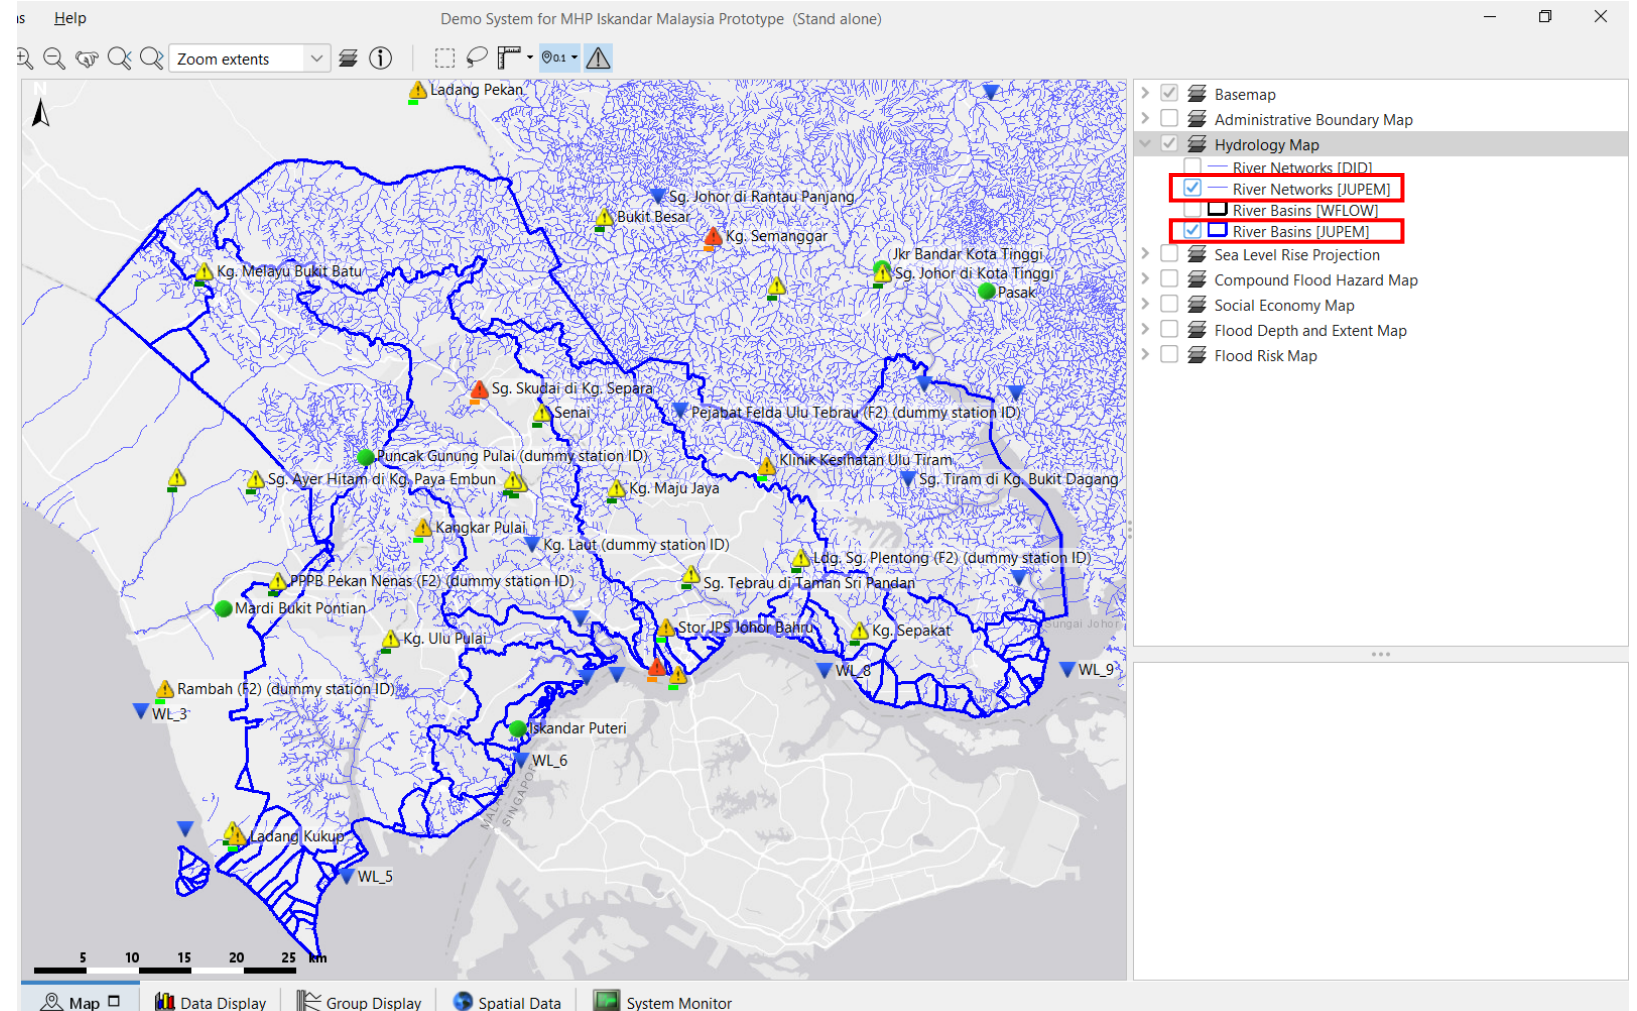 ns Help
Demo System for MHP Iskandar Malaysia Prototype (Stand alone)
Zoom extents
0.1
N
Ladang Pekan
Sg. Johor di Rantau Panjang
Bukit Besar
Kg. Semanggar
Jkr Bandar Kota Tinggi
Kg. Melayu Bukit Batu
Sg. Johor di Kota Tinggi
Pasak
Sg. Skudai di Kg. Separa
Senai
Pejabat Felda Ulu Tebrau (F2) (dummy station ID)
Puncak Gunung Pulai (dummy station ID)
Klinik Kesihatan Ulu Tiram
Sg. Ayer Hitam di Kg. Paya Embun
Sg. Tiram di Kg. Bukit Dagang
Kg. Maju Jaya
Kangkar Pulai
Kg. Laut (dummy station ID)
Ldg. Sg. Plentong (F2) (dummy station ID)
PPPB Pekan Nenas (F2) (dummy station ID)
Sg. Tebrau di Taman Sri Pandan
Mardi Bukit Pontian
Sungai Johor
Stor JPS Johor Bahru
Kg. Sepakat
Kg. Ulu Pulai
WL_8
WL_9
Rambah (F2) (dummy station ID)
WL_3
Iskandar Puteri
WL_6
SINGAPOR
Ladang Kukup
WL_5
5 10 15 20 25 km
Basemap
Administrative Boundary Map
Hydrology Map
River Networks [DID]
River Networks [JUPEM]
River Basins [WFLOW]
River Basins [JUPEM]
Sea Level Rise Projection
Compound Flood Hazard Map
Social Economy Map
Flood Depth and Extent Map
Flood Risk Map
Map
Data Display
Group Display
Spatial Data
System Monitor